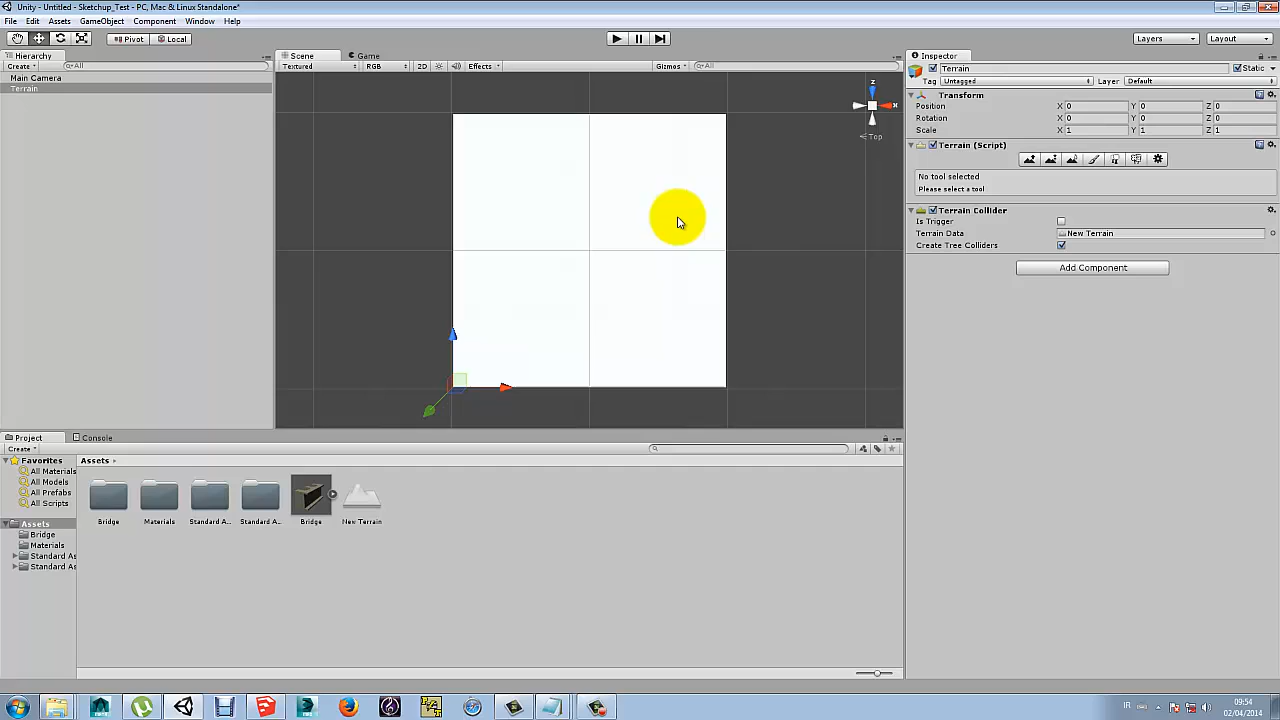 Unity - Untitled - Sketchup_Test - PC, Mac & Linux Standalone*
File Edit Assets GameObject Component Window Help
Pivot Local Layers Layout
Hierarchy
Create All
Main Camera
Terrain
Scene Game
Textured RGB 2D Effects Gizmos All
z
x
Top
Inspector
Terrain Static
Tag Untagged Layer Default
Transform
Position X 0 Y 0 Z 0
Rotation X 0 Y 0 Z 0
Scale X 1 Y 1 Z 1
Terrain (Script)
No tool selected
Please select a tool
Terrain Collider
Is Trigger
Terrain Data New Terrain
Create Tree Colliders
Add Component
Project Console
Create
Favorites
All Materials
All Models
All Prefabs
All Scripts
Assets
Bridge
Materials
Standard As
Standard As
Assets
Bridge Materials Standard A... Standard A... Bridge New Terrain
IR
09:54
02/04/2014